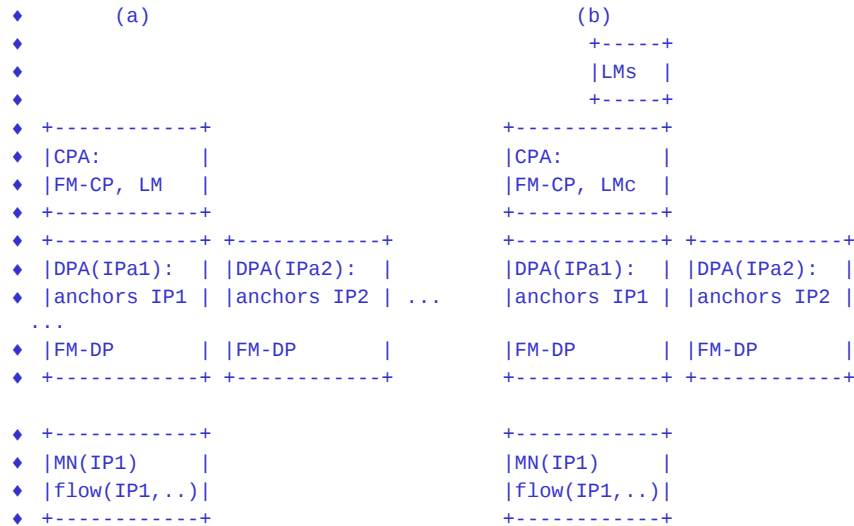 ♦        (a)                                      (b)
♦                                                   +-----+
♦                                                   |LMs  |
♦                                                   +-----+
♦  +------------+                          +------------+
♦  |CPA:        |                          |CPA:        |
♦  |FM-CP, LM   |                          |FM-CP, LMc  |
♦  +------------+                          +------------+
♦  +------------+ +------------+           +------------+ +------------+
♦  |DPA(IPa1):  | |DPA(IPa2):  |           |DPA(IPa1):  | |DPA(IPa2):  |
♦  |anchors IP1 | |anchors IP2 | ...       |anchors IP1 | |anchors IP2 |
...
♦  |FM-DP       | |FM-DP       |           |FM-DP       | |FM-DP       |
♦  +------------+ +------------+           +------------+ +------------+
♦  +------------+                          +------------+
♦  |MN(IP1)     |                          |MN(IP1)     |
♦  |flow(IP1,..)|                          |flow(IP1,..)|
♦  +------------+                          +------------+